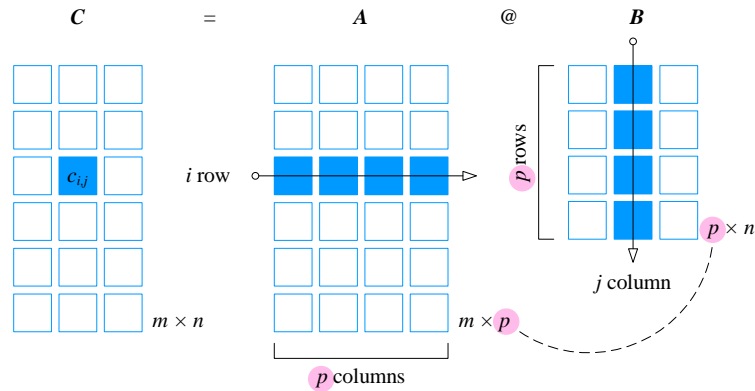 C = A @ B
p rows
c_{i,j}
i row
p × n
j column
m × n
m × p
p columns